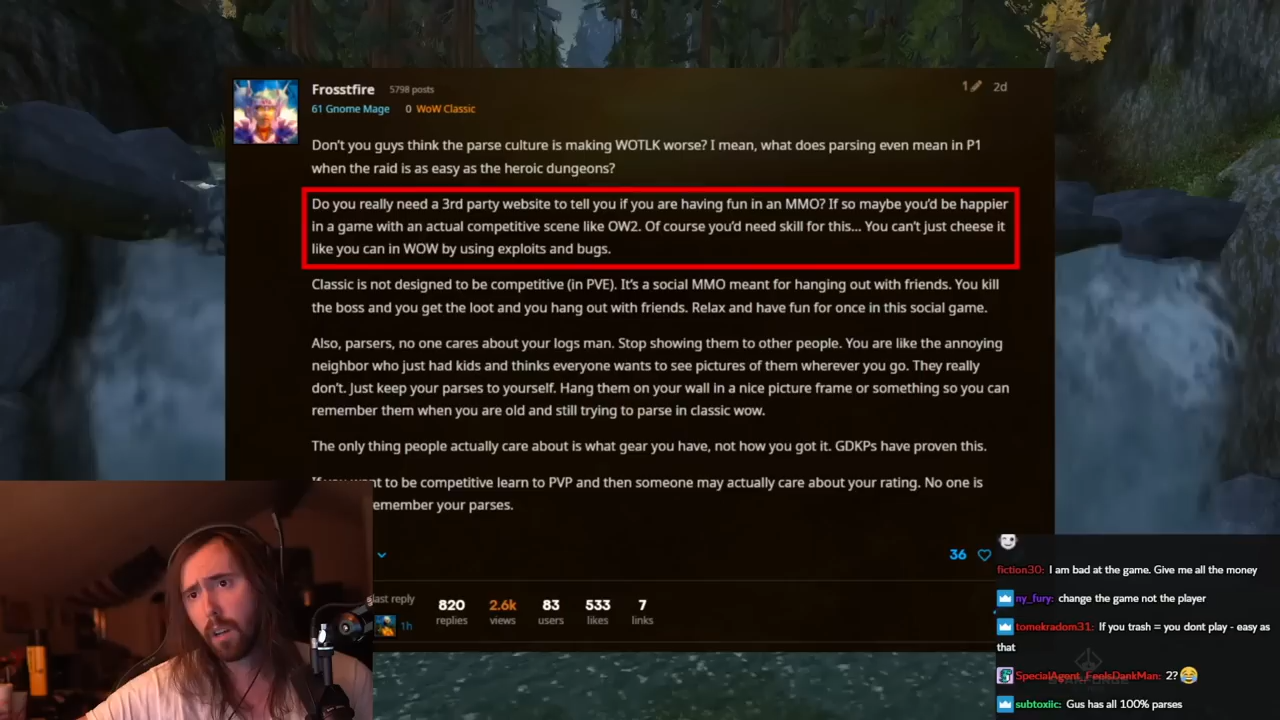 Frosstfire 5798 posts
1 2d
61 Gnome Mage 0 WoW Classic
Don't you guys think the parse culture is making WOTLK worse? I mean, what does parsing even mean in P1
when the raid is as easy as the heroic dungeons?
Do you really need a 3rd party website to tell you if you are having fun in an MMO? If so maybe you'd be happier
in a game with an actual competitive scene like OW2. Of course you'd need skill for this... You can't just cheese it
like you can in WOW by using exploits and bugs.
Classic is not designed to be competitive (in PVE). It's a social MMO meant for hanging out with friends. You kill
the boss and you get the loot and you hang out with friends. Relax and have fun for once in this social game.
Also, parsers, no one cares about your logs man. Stop showing them to other people. You are like the annoying
neighbor who just had kids and thinks everyone wants to see pictures of them wherever you go. They really
don't. Just keep your parses to yourself. Hang them on your wall in a nice picture frame or something so you can
remember them when you are old and still trying to parse in classic wow.
The only thing people actually care about is what gear you have, not how you got it. GDKPs have proven this.
If you want to be competitive learn to PVP and then someone may actually care about your rating. No one is
remember your parses.
36
last reply
1h
820
replies
2.6k
views
83
users
533
likes
7
links
fiction30: I am bad at the game. Give me all the money
ny_fury: change the game not the player
tomekradom31: If you trash = you dont play - easy as
that
SpecialAgent_FeelsDankMan: 2?
subtoxiic: Gus has all 100% parses